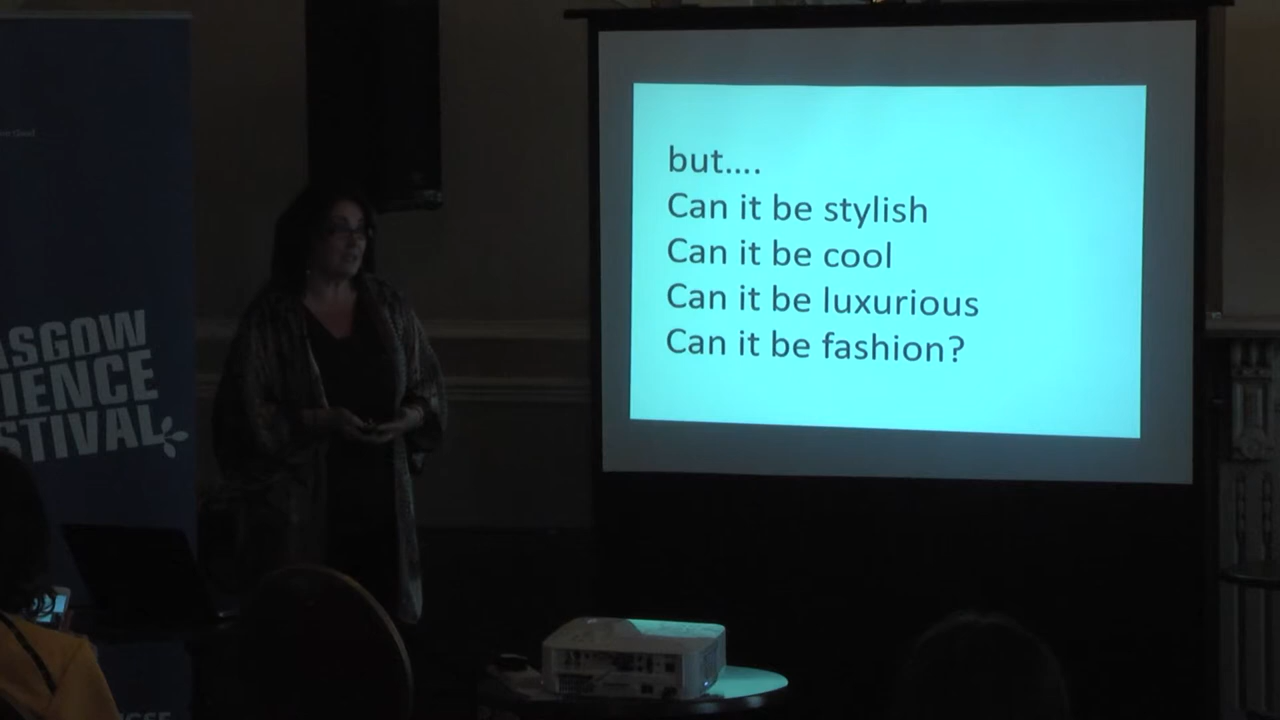 ASGOW
IENCE
STIVAL
but....
Can it be stylish
Can it be cool
Can it be luxurious
Can it be fashion?